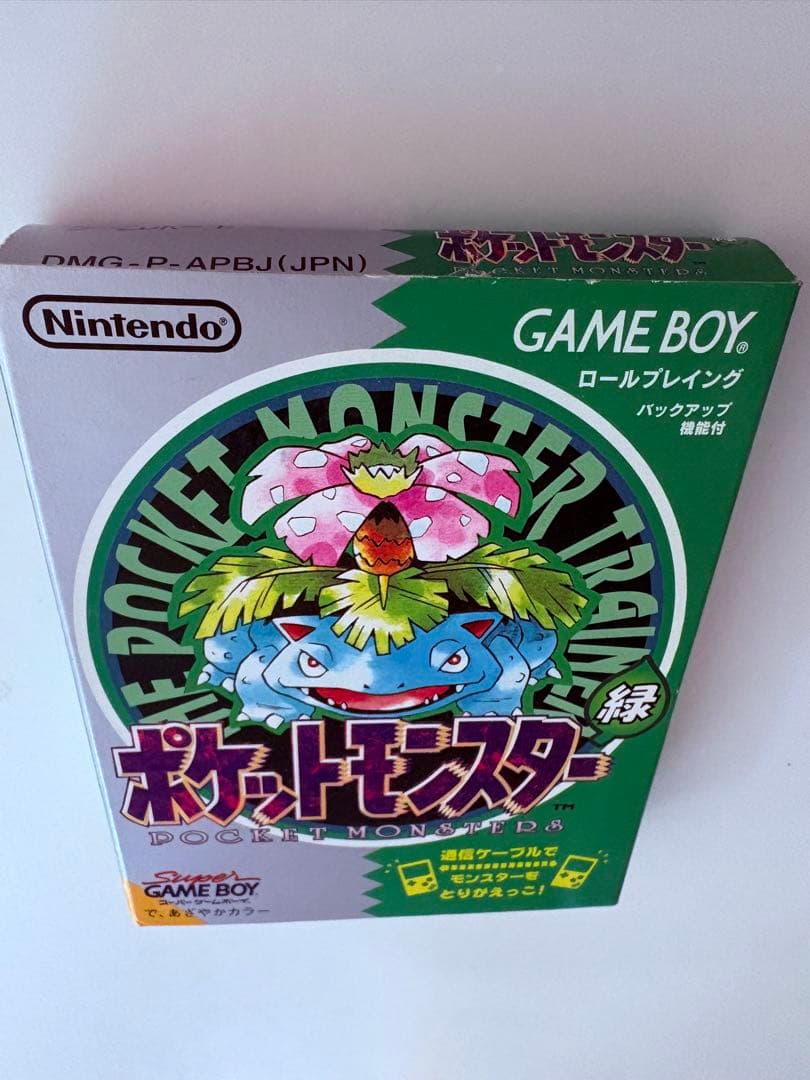 DMG-P-APBJ(JPN)
ポケットモンスター
POCKET MONSTERS
Nintendo®
GAME BOY®
ロールプレイング
バックアップ
機能付
THE POCKET MONSTER TRAINER
緑
ポケットモンスター™
POCKET MONSTERS
Super
GAME BOY
スーパーゲームボーイ
で、あざやかカラー
通信ケーブルで
モンスターを
とりかえっこ!